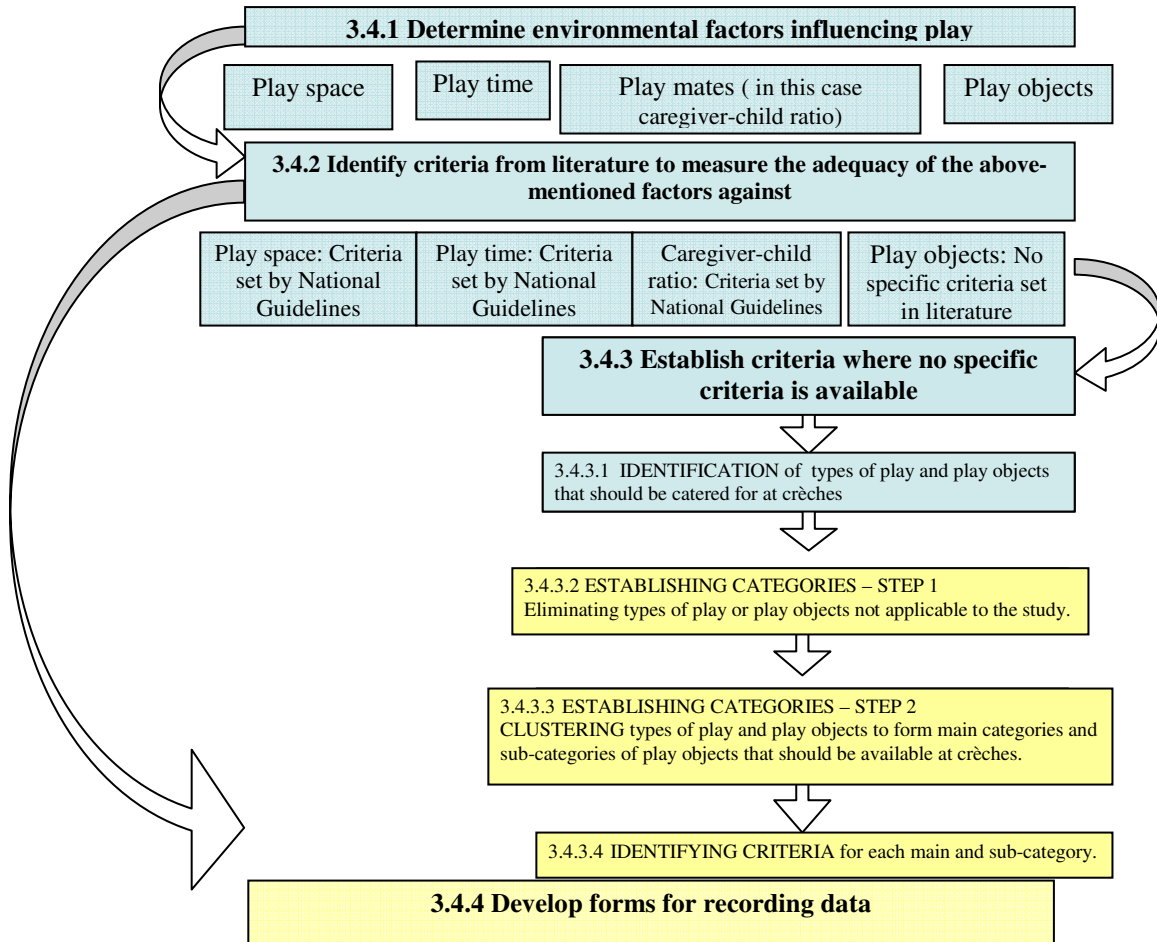 3.4.1 Determine environmental factors influencing play
Play space
Play time
Play mates ( in this case
caregiver-child ratio)
Play objects
3.4.2 Identify criteria from literature to measure the adequacy of the above-
mentioned factors against
Play space: Criteria
set by National
Guidelines
Play time: Criteria
set by National
Guidelines
Caregiver-child
ratio: Criteria set by
National Guidelines
Play objects: No
specific criteria set
in literature
3.4.3 Establish criteria where no specific
criteria is available
3.4.3.1 IDENTIFICATION of types of play and play objects
that should be catered for at crèches
3.4.3.2 ESTABLISHING CATEGORIES – STEP 1
Eliminating types of play or play objects not applicable to the study.
3.4.3.3 ESTABLISHING CATEGORIES – STEP 2
CLUSTERING types of play and play objects to form main categories and
sub-categories of play objects that should be available at crèches.
3.4.3.4 IDENTIFYING CRITERIA for each main and sub-category.
3.4.4 Develop forms for recording data